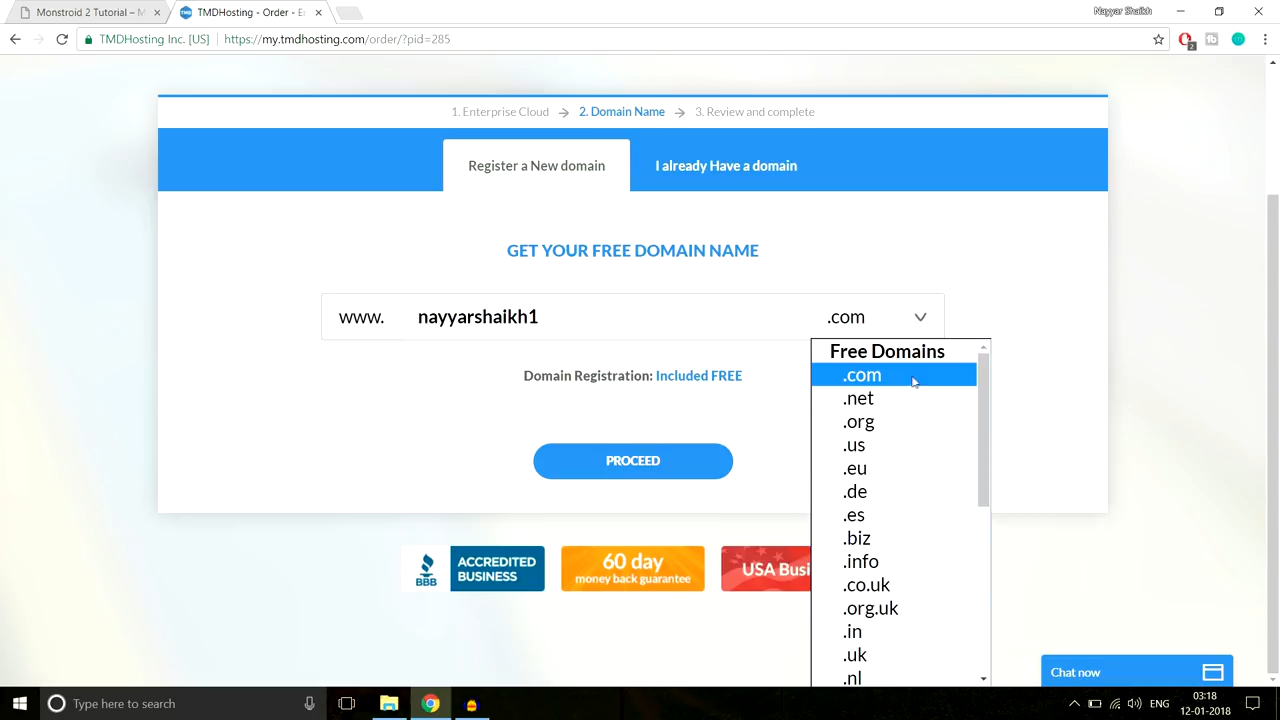 Monstroid 2 Tutorial – M
TMDHosting - Order - E
Nayyar Shaikh
TMDHosting Inc. [US]
https://my.tmdhosting.com/order/?pid=285
2
1. Enterprise Cloud
2. Domain Name
3. Review and complete
Register a New domain
I already Have a domain
GET YOUR FREE DOMAIN NAME
www.
nayyarshaikh1
.com
Free Domains
.com
.net
.org
.us
.eu
.de
.es
.biz
.info
.co.uk
.org.uk
.in
.uk
.nl
Domain Registration: Included FREE
PROCEED
BBB
ACCREDITED
BUSINESS
60 day
money back guarantee
USA Busi
Chat now
Type here to search
ENG
03:18
12-01-2018